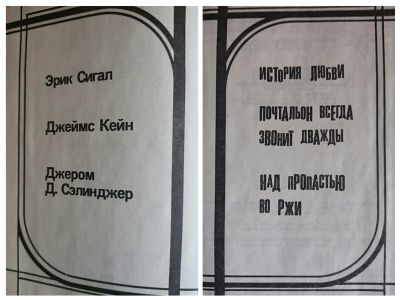 Эрик Сигал
Джеймс Кейн
Джером
Д. Сэлинджер
ИСТОРИЯ ЛЮБВИ
ПОЧТАЛЬОН ВСЕГДА
ЗВОНИТ ДВАЖДЫ
НАД ПРОПАСТЬЮ
ВО РЖИ